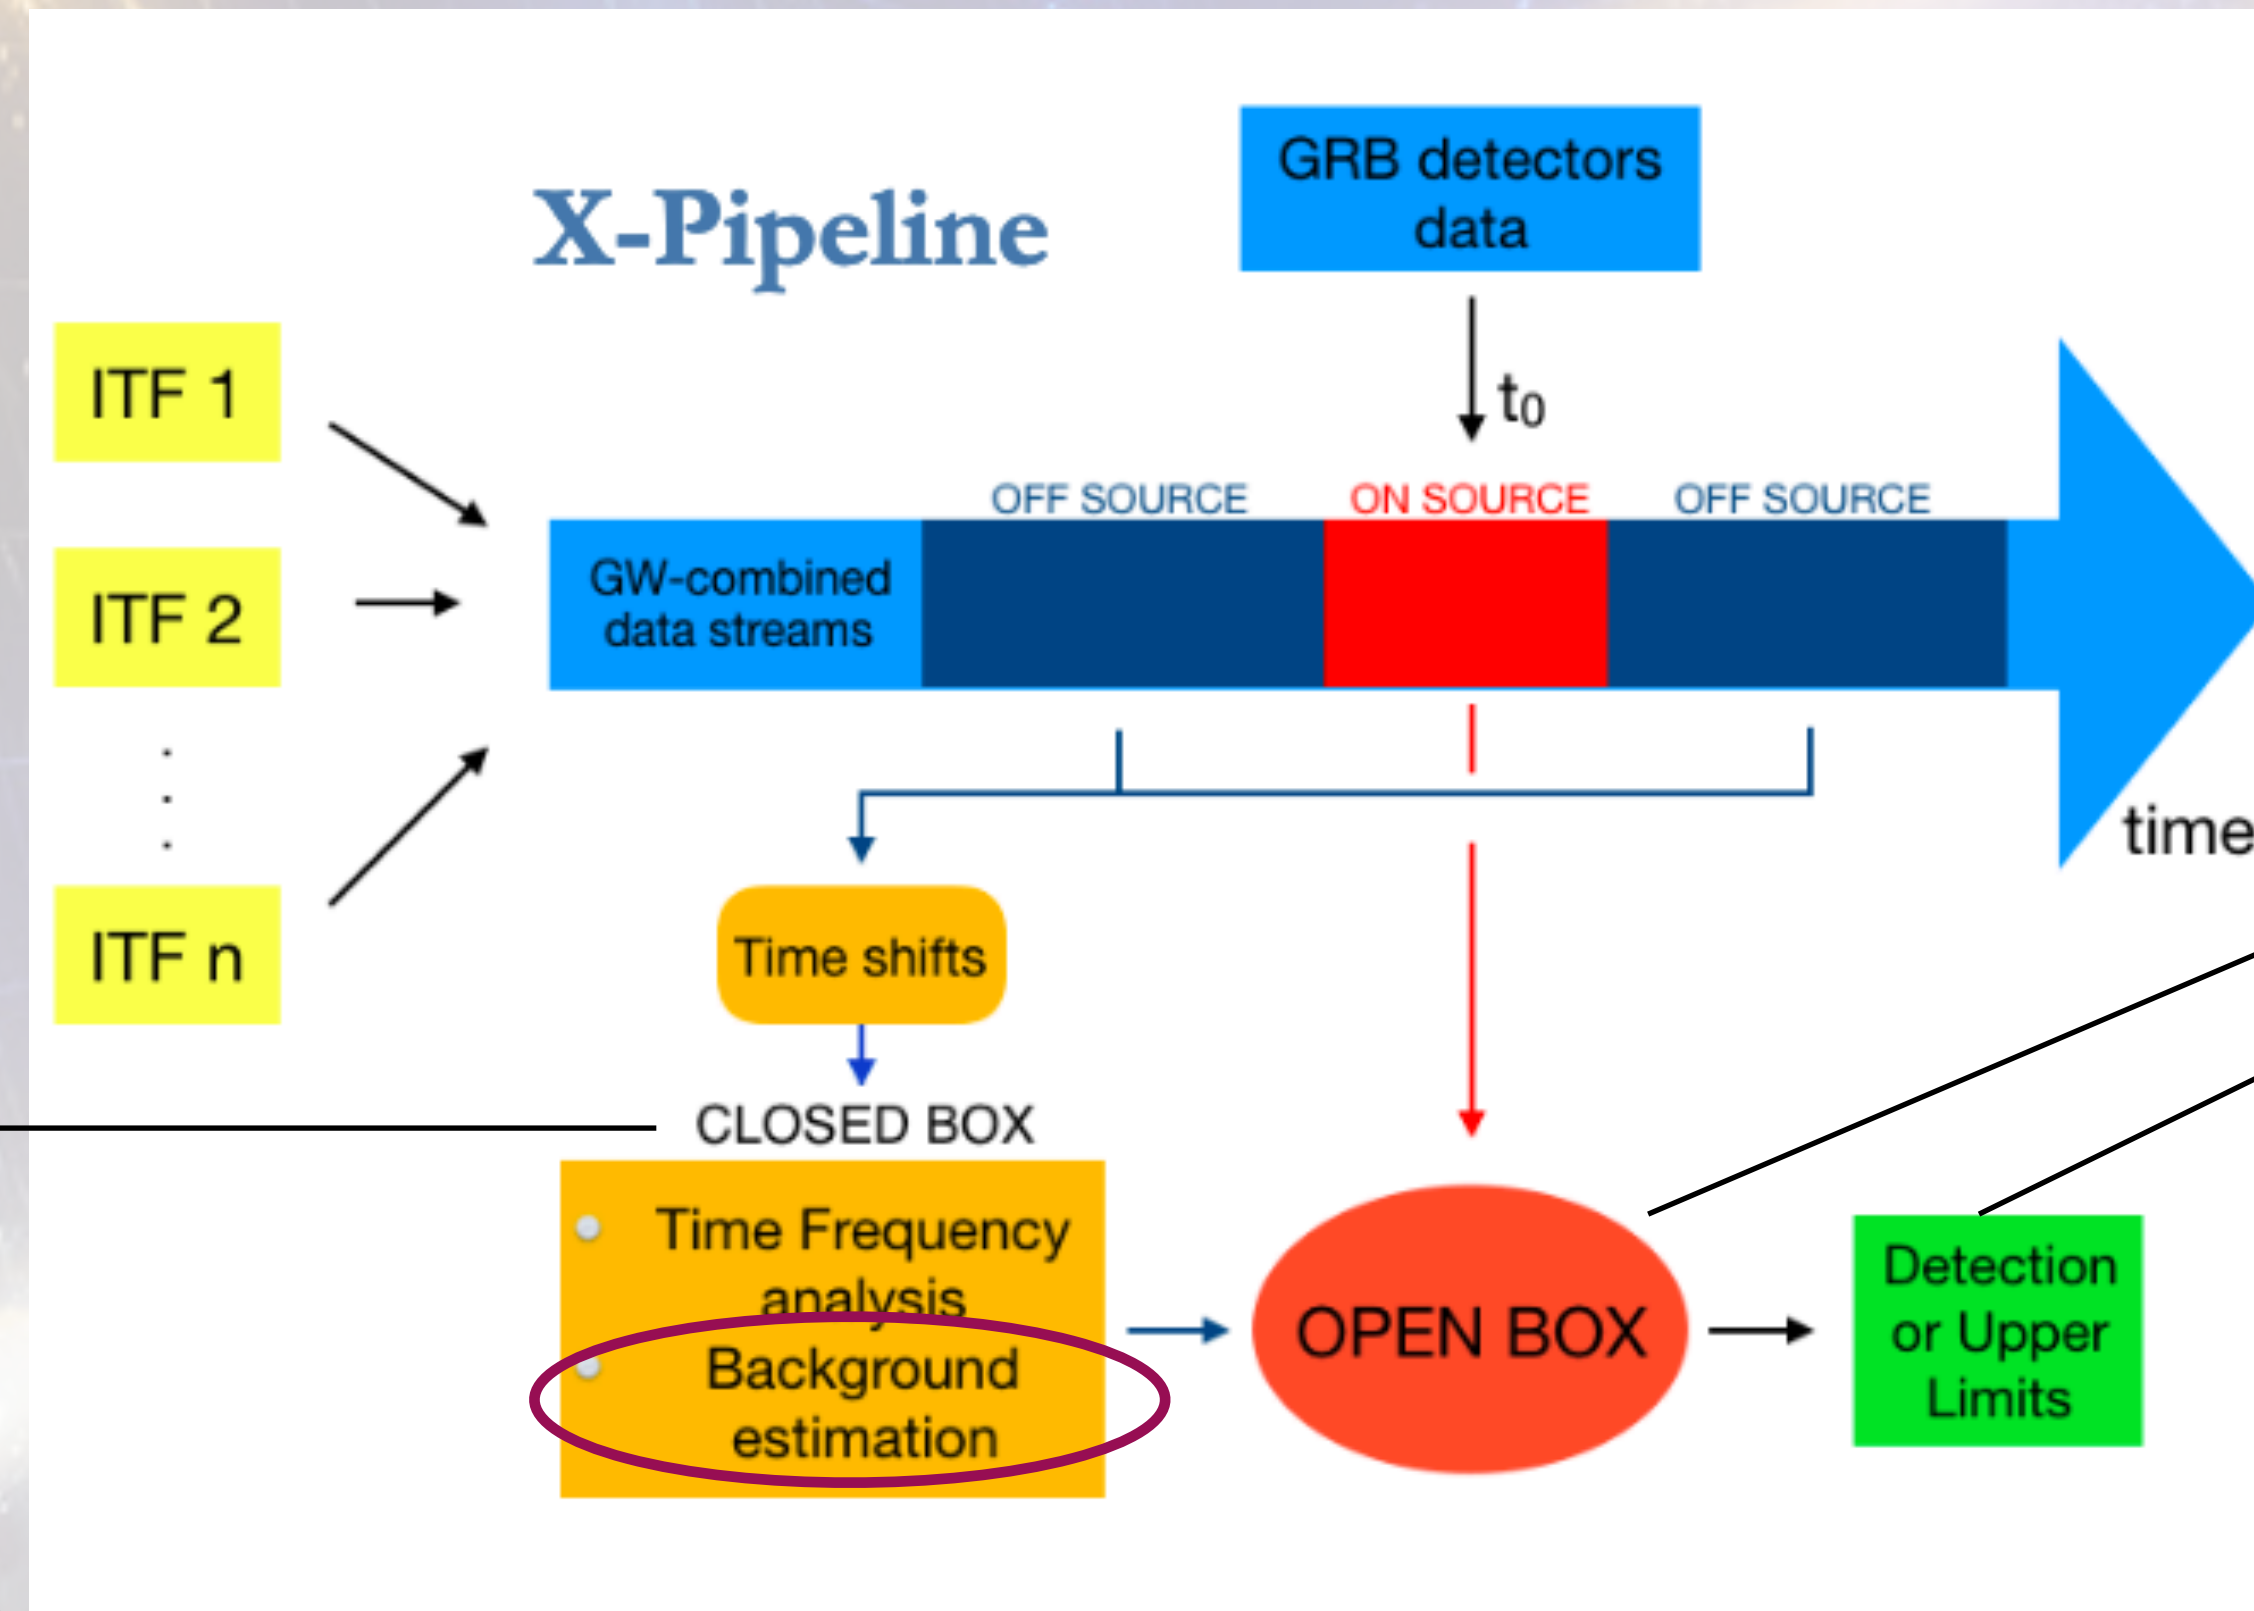 X-Pipeline
GRB detectors
data
t₀
ITF 1
ITF 2
.
.
.
ITF n
OFF SOURCE
ON SOURCE
OFF SOURCE
GW-combined
data streams
time
Time shifts
CLOSED BOX
Time Frequency
analysis
Background
estimation
OPEN BOX
Detection
or Upper
Limits